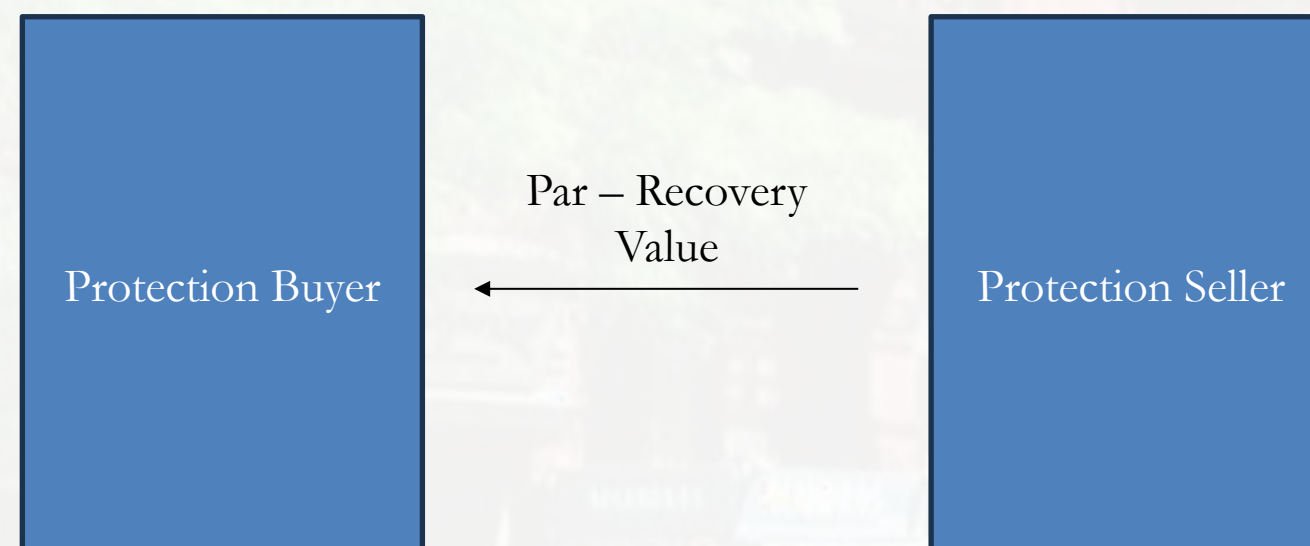 Par – Recovery
Value
Protection Buyer
Protection Seller